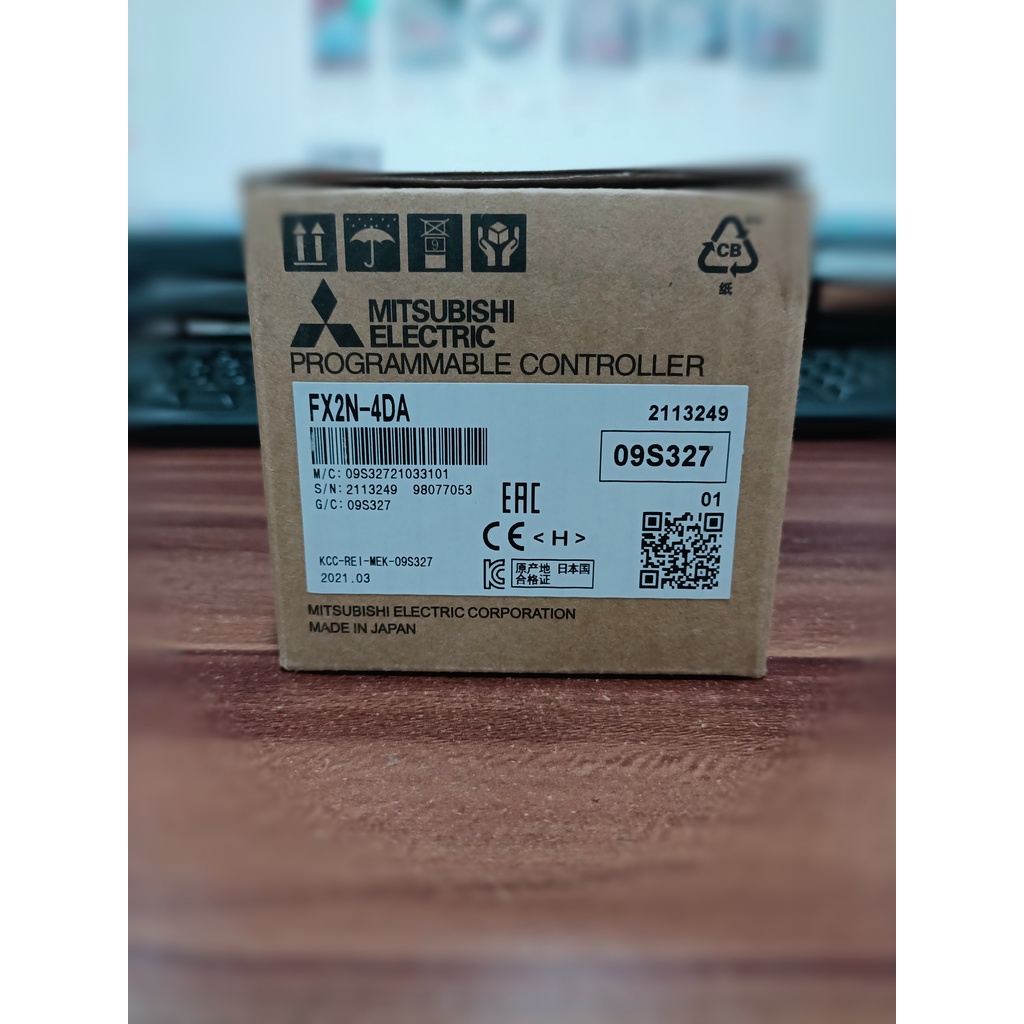 9
CB
纸
MITSUBISHI
ELECTRIC
PROGRAMMABLE CONTROLLER
FX2N-4DA
2113249
09S327
M/C: 09S32721033101
S/N: 2113249 98077053
G/C: 09S327
01
EAC
CE <H>
KCC-REI-MEK-09S327
2021.03
KC
原产地 日本国
合格证
MITSUBISHI ELECTRIC CORPORATION
MADE IN JAPAN